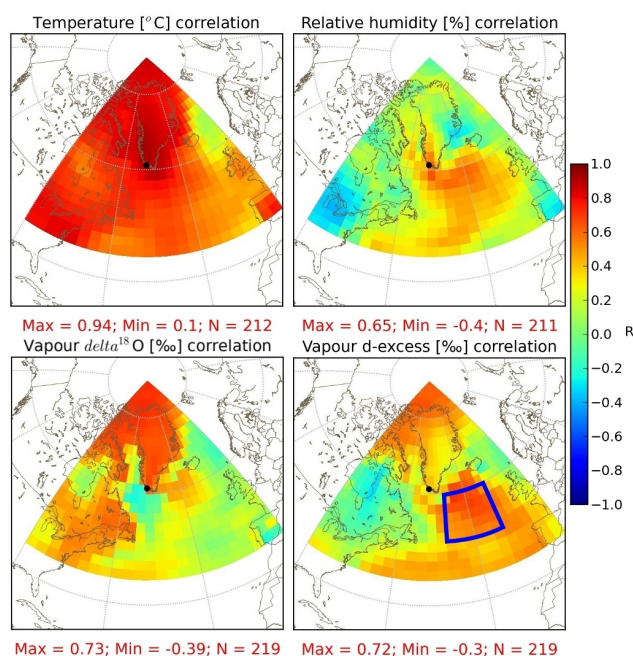 Temperature [°C] correlation
Relative humidity [%] correlation
Max = 0.94; Min = 0.1; N = 212
Max = 0.65; Min = -0.4; N = 211
Vapour delta¹⁸O [‰] correlation
Vapour d-excess [‰] correlation
Max = 0.73; Min = -0.39; N = 219
Max = 0.72; Min = -0.3; N = 219
1.0
0.8
0.6
0.4
0.2
0.0
R
−0.2
−0.4
−0.6
−0.8
−1.0